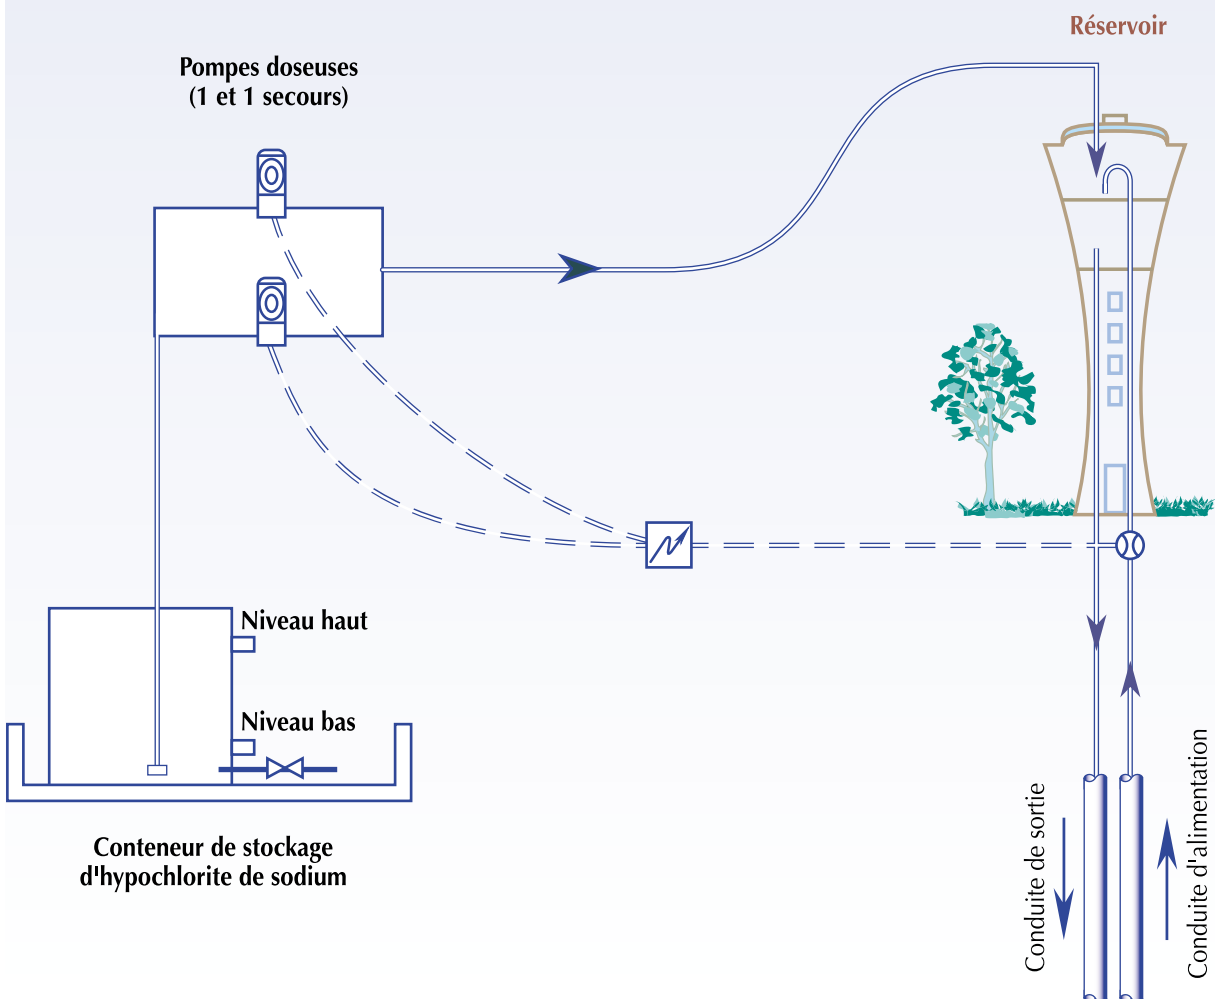 Réservoir
Pompes doseuses
(1 et 1 secours)
Niveau haut
Niveau bas
Conteneur de stockage
d'hypochlorite de sodium
Conduite de sortie
Conduite d'alimentation